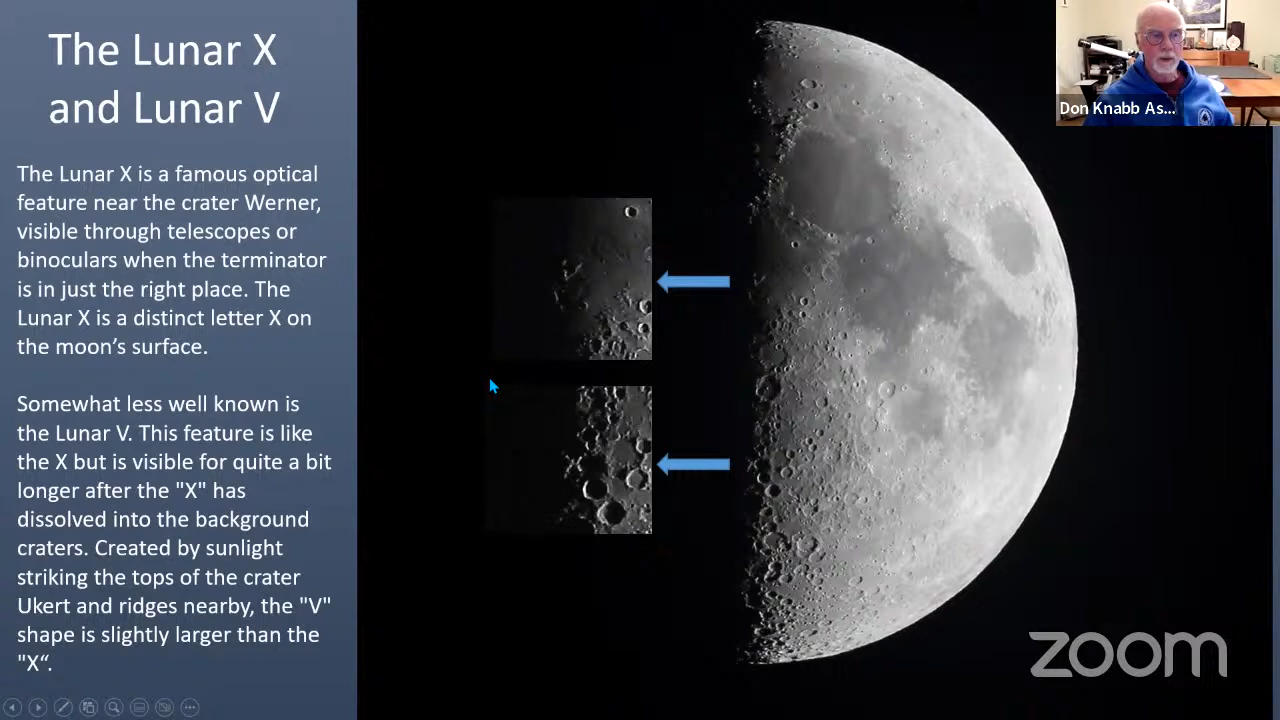 The Lunar X
and Lunar V
The Lunar X is a famous optical
feature near the crater Werner,
visible through telescopes or
binoculars when the terminator
is in just the right place. The
Lunar X is a distinct letter X on
the moon’s surface.
Somewhat less well known is
the Lunar V. This feature is like
the X but is visible for quite a bit
longer after the "X" has
dissolved into the background
craters. Created by sunlight
striking the tops of the crater
Ukert and ridges nearby, the "V"
shape is slightly larger than the
"X“.
Don Knabb As...
zoom